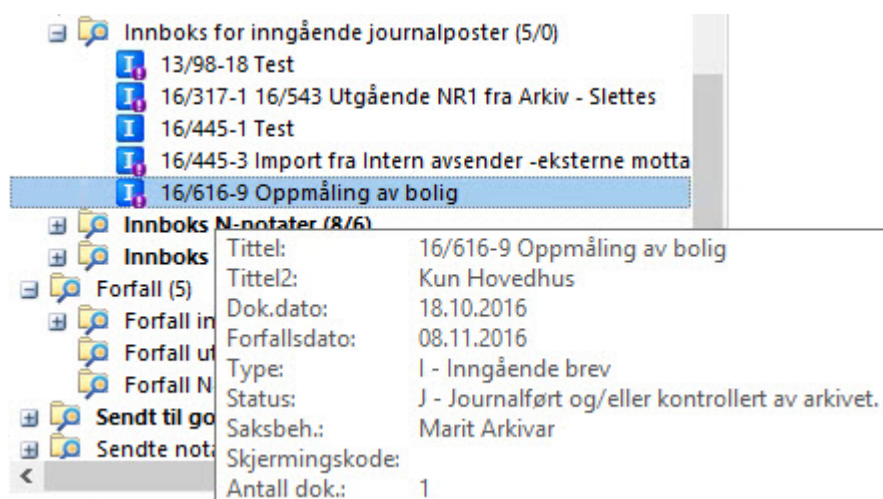 Innboks for inngående journalposter (5/0)
13/98-18 Test
16/317-1 16/543 Utgående NR1 fra Arkiv - Slettes
16/445-1 Test
16/445-3 Import fra Intern avsender -eksterne motta
16/616-9 Oppmåling av bolig
Innboks N-notater (8/6)
Innboks
Forfall (5)
Forfall in
Forfall ut
Forfall N
Sendt til go
Sendte nota
Tittel: 16/616-9 Oppmåling av bolig
Tittel2: Kun Hovedhus
Dok.dato: 18.10.2016
Forfallsdato: 08.11.2016
Type: I - Inngående brev
Status: J - Journalført og/eller kontrollert av arkivet.
Saksbeh.: Marit Arkivar
Skjermingskode:
Antall dok.: 1